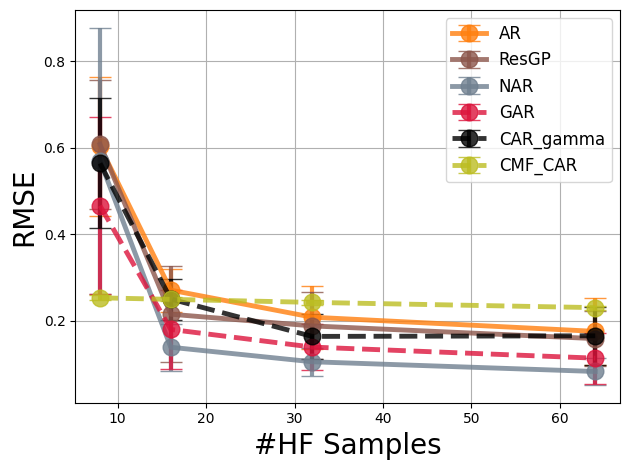 0.8
0.6
0.4
0.2
RMSE
10
20
30
40
50
60
#HF Samples
AR
ResGP
NAR
GAR
CAR_gamma
CMF_CAR